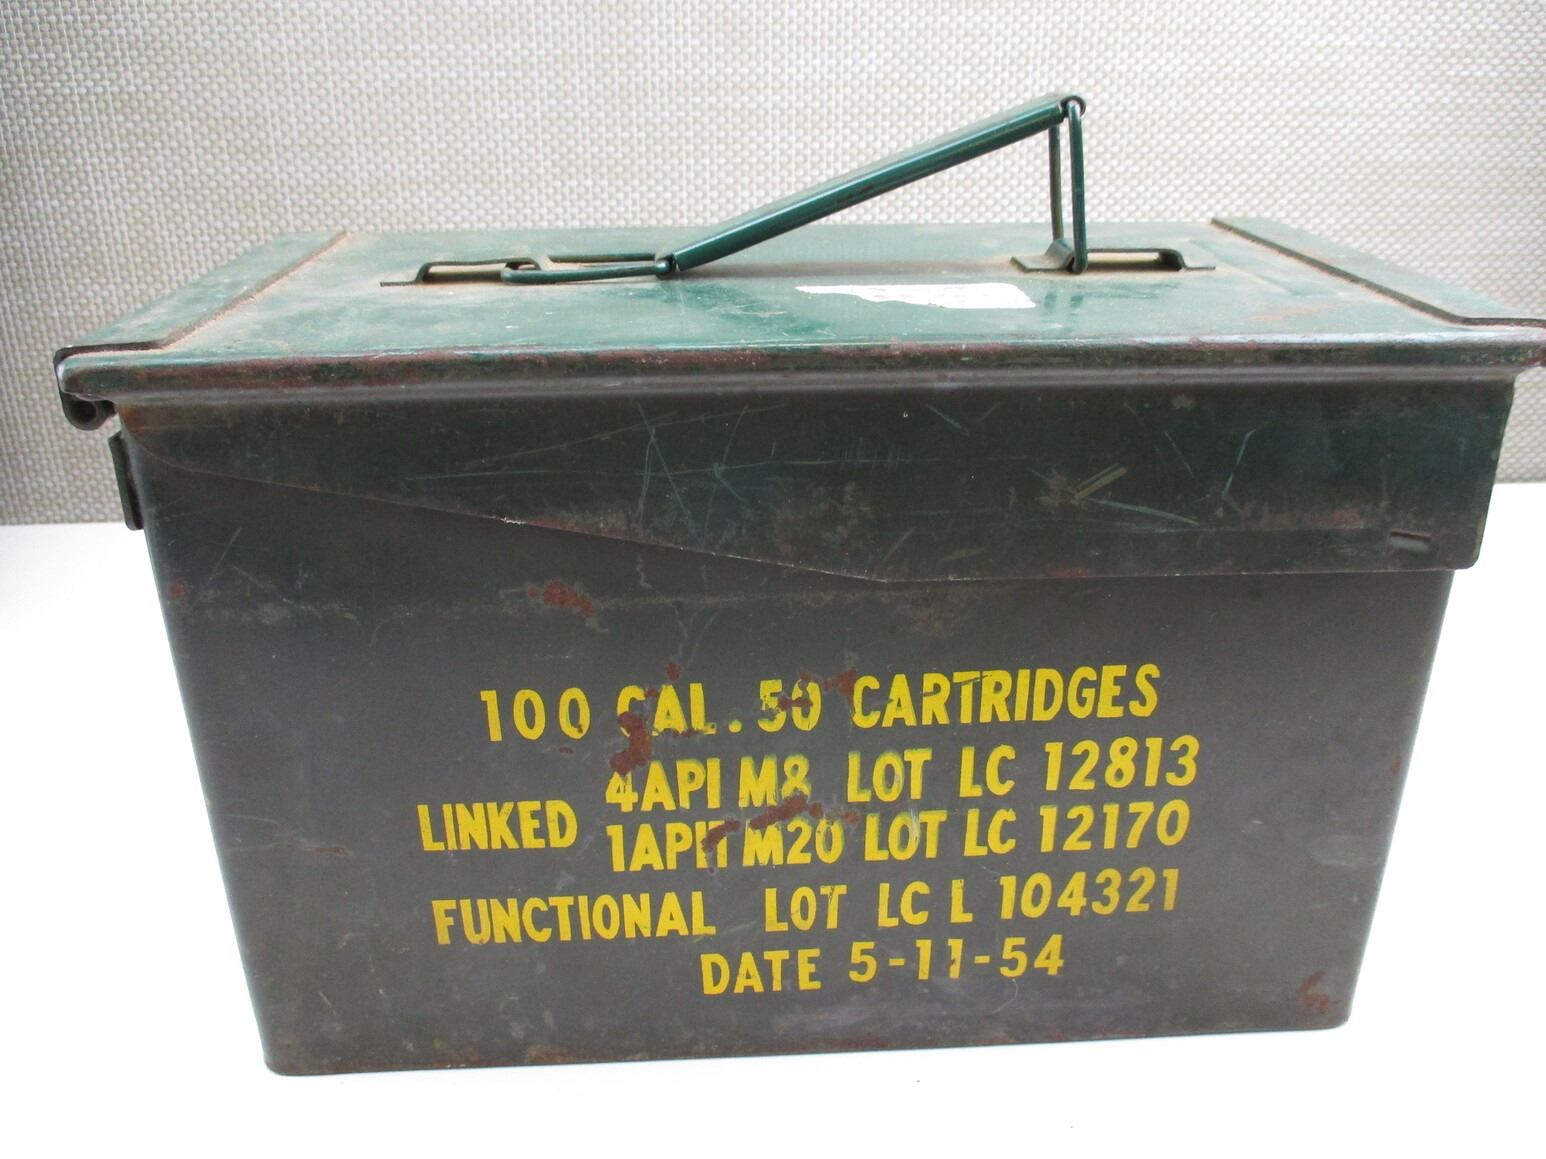 100 CAL. 50 CARTRIDGES
4API M8 LOT LC 12813
LINKED
1APIT M20 LOT LC 12170
FUNCTIONAL LOT LC L 104321
DATE 5-11-54